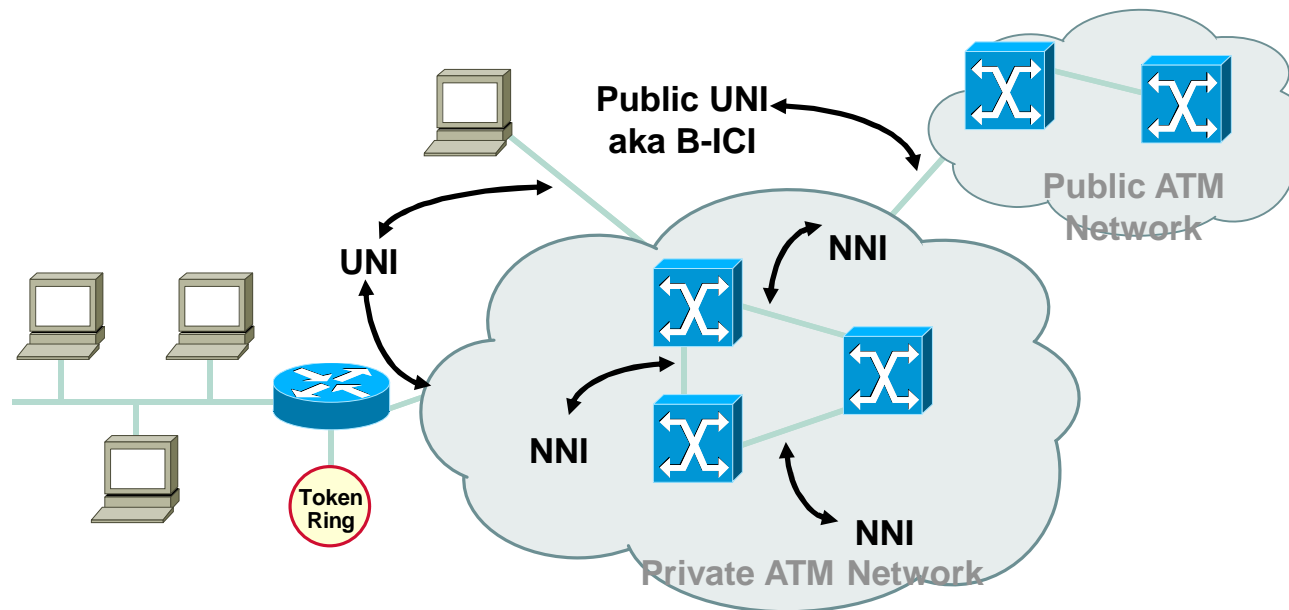 Public UNI
aka B-ICI
Public ATM
Network
UNI
NNI
NNI
Token
Ring
NNI
Private ATM Network